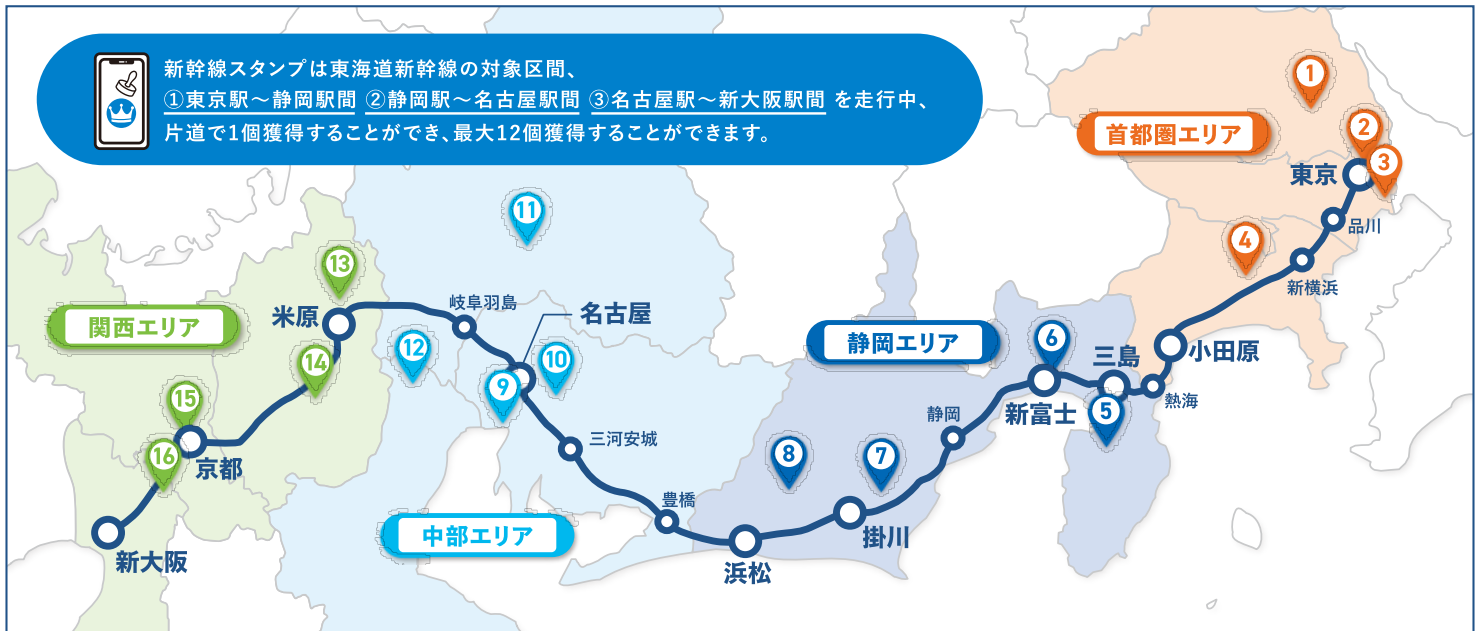 新幹線スタンプは東海道新幹線の対象区間、
①東京駅～静岡駅間 ②静岡駅～名古屋駅間 ③名古屋駅～新大阪駅間 を走行中、
片道で1個獲得することができ、最大12個獲得することができます。
1
首都圏エリア
2
3
東京
品川
4
新横浜
11
13
関西エリア
米原
岐阜羽島
名古屋
12
10
9
14
静岡エリア
6
三島
小田原
新富士
5
熱海
15
16
京都
三河安城
静岡
8
7
豊橋
掛川
中部エリア
新大阪
浜松